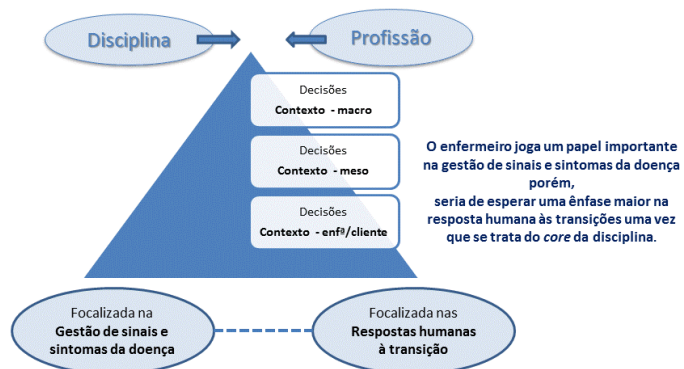 Disciplina
Profissão
Decisões
Contexto - macro
Decisões
Contexto - meso
Decisões
Contexto - enfª/cliente
O enfermeiro joga um papel importante
na gestão de sinais e sintomas da doença
porém,
seria de esperar uma ênfase maior na
resposta humana às transições uma vez
que se trata do core da disciplina.
Focalizada na
Gestão de sinais e
sintomas da doença
Focalizada nas
Respostas humanas
à transição